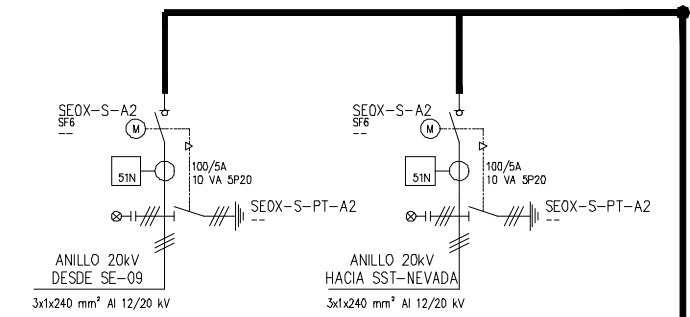 SEOX-S-A2
SF6
--
M
51N
100/5A
10 VA 5P20
SEOX-S-PT-A2
--
ANILLO 20kV
DESDE SE-09
3x1x240 mm² Al 12/20 kV
SEOX-S-A2
SF6
--
M
51N
100/5A
10 VA 5P20
SEOX-S-PT-A2
--
ANILLO 20kV
HACIA SST-NEVADA
3x1x240 mm² Al 12/20 kV